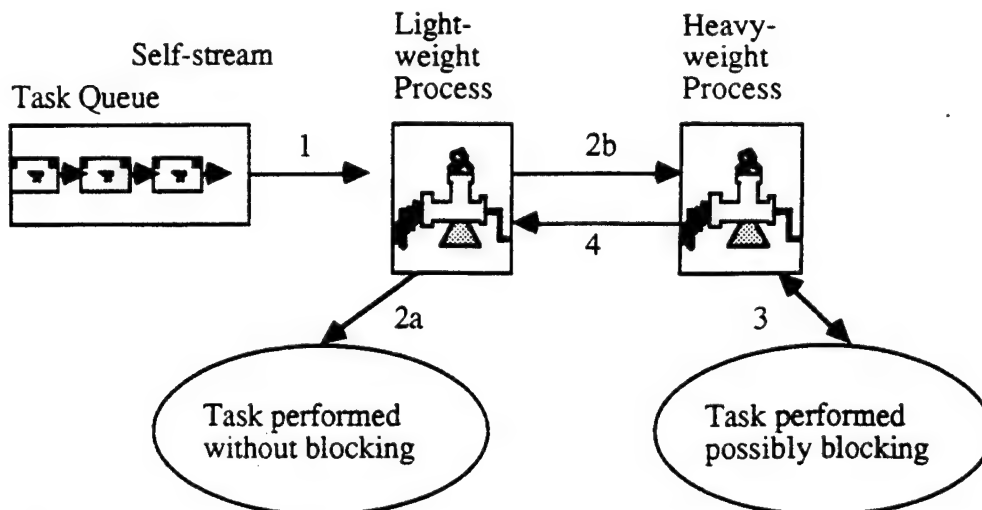 Self-stream
Task Queue
Light-
weight
Process
Heavy-
weight
Process
1
2b
4
2a
3
Task performed
without blocking
Task performed
possibly blocking